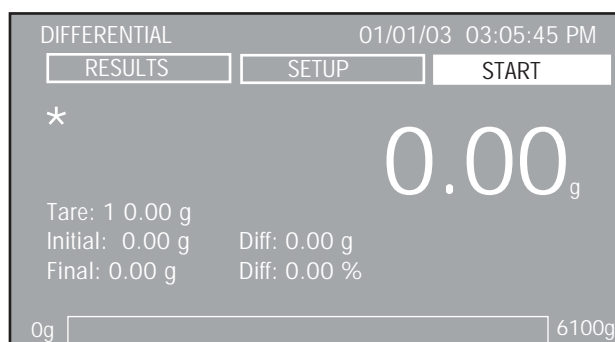 DIFFERENTIAL 01/01/03 03:05:45 PM
RESULTS SETUP START
*
0.00 g
Tare: 1 0.00 g
Initial: 0.00 g Diff: 0.00 g
Final: 0.00 g Diff: 0.00 %
0g 6100g